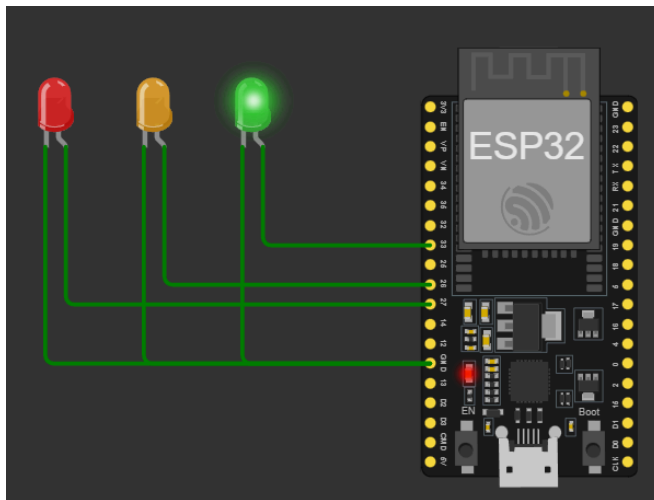 ESP32
3V3
EN
VP
VN
34
35
32
33
25
26
27
14
12
GND
13
D2
D3
CMD
5V
GND
23
22
TX
RX
21
GND
19
18
5
17
16
4
0
2
15
D1
D0
CLK
EN
Boot